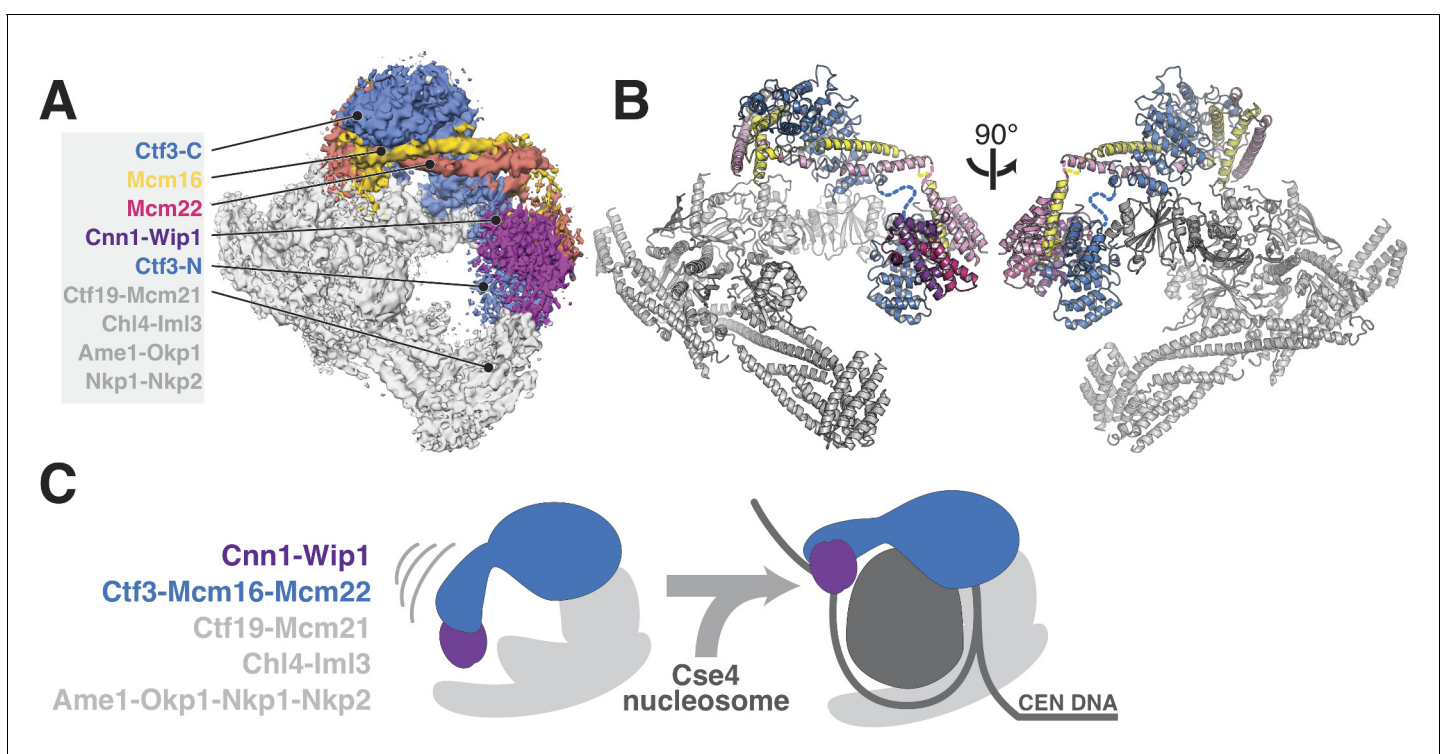 A
Ctf3-C
Mcm16
Mcm22
Cnn1-Wip1
Ctf3-N
Ctf19-Mcm21
Chl4-Iml3
Ame1-Okp1
Nkp1-Nkp2
B
90°
C
Cnn1-Wip1
Ctf3-Mcm16-Mcm22
Ctf19-Mcm21
Chl4-Iml3
Ame1-Okp1-Nkp1-Nkp2
Cse4
nucleosome
CEN DNA